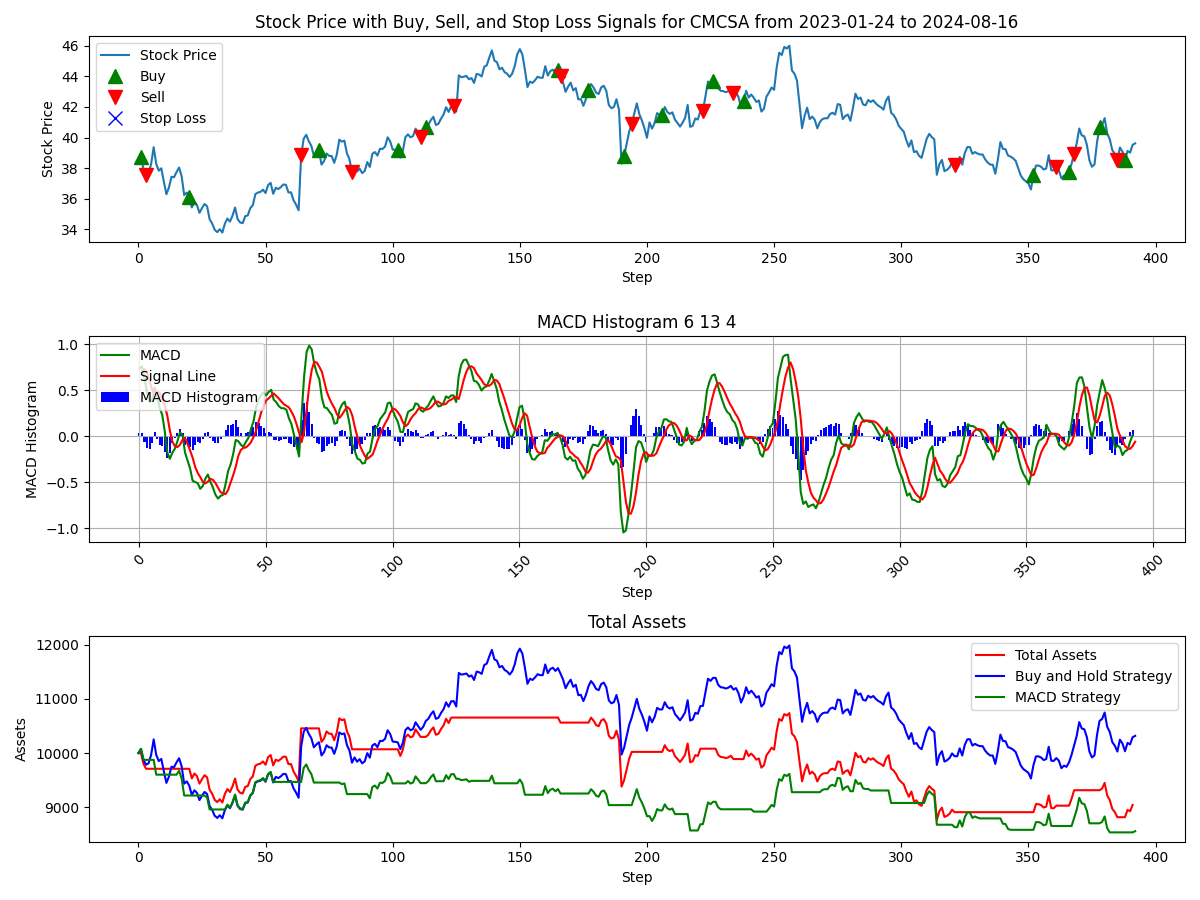 Stock Price with Buy, Sell, and Stop Loss Signals for CMCSA from 2023-01-24 to 2024-08-16
46
44
42
40
38
36
34
Stock Price
Stock Price
Buy
Sell
Stop Loss
0 50 100 150 200 250 300 350 400
Step
MACD Histogram 6 13 4
1.0
0.5
0.0
−0.5
−1.0
MACD Histogram
MACD
Signal Line
MACD Histogram
0 50 100 150 200 250 300 350 400
Step
Total Assets
12000
11000
10000
9000
Assets
Total Assets
Buy and Hold Strategy
MACD Strategy
0 50 100 150 200 250 300 350 400
Step